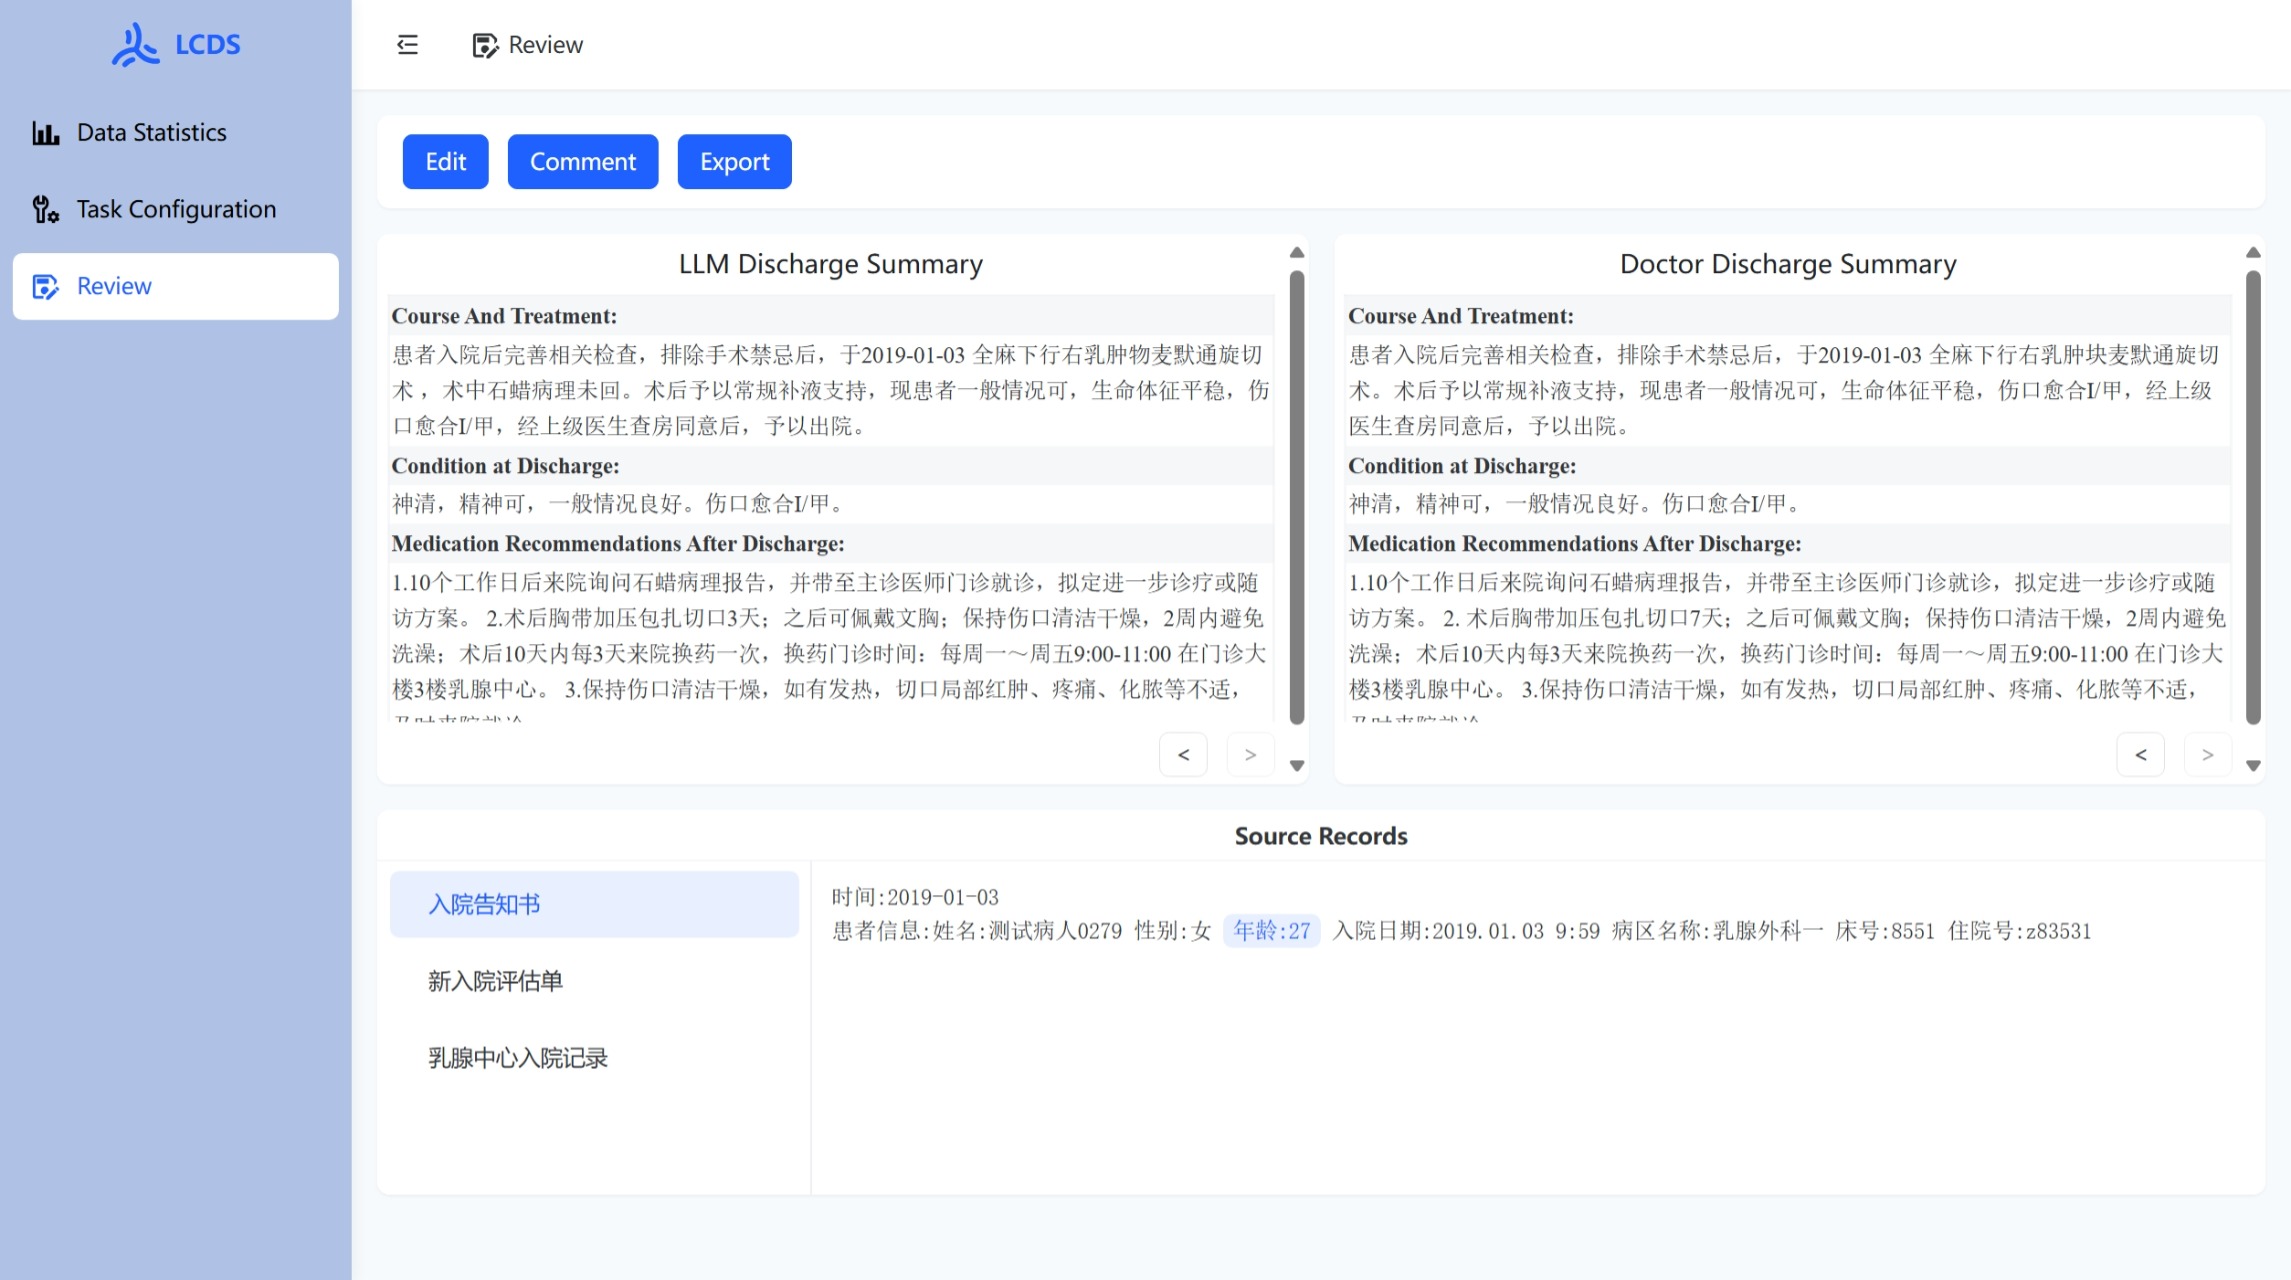 LCDS
Data Statistics
Task Configuration
Review
Review
Edit
Comment
Export
LLM Discharge Summary
Course And Treatment:
患者入院后完善相关检查，排除手术禁忌后，于2019-01-03 全麻下行右乳肿物麦默通旋切
术 ，术中石蜡病理未回。术后予以常规补液支持，现患者一般情况可，生命体征平稳，伤
口愈合I/甲，经上级医生查房同意后，予以出院。
Condition at Discharge:
神清，精神可，一般情况良好。伤口愈合I/甲。
Medication Recommendations After Discharge:
1.10个工作日后来院询问石蜡病理报告，并带至主诊医师门诊就诊，拟定进一步诊疗或随
访方案。 2.术后胸带加压包扎切口3天；之后可佩戴文胸；保持伤口清洁干燥，2周内避免
洗澡；术后10天内每3天来院换药一次，换药门诊时间：每周一～周五9:00-11:00 在门诊大
楼3楼乳腺中心。 3.保持伤口清洁干燥，如有发热，切口局部红肿、疼痛、化脓等不适，
< >
Doctor Discharge Summary
Course And Treatment:
患者入院后完善相关检查，排除手术禁忌后，于2019-01-03 全麻下行右乳肿块麦默通旋切
术。术后予以常规补液支持，现患者一般情况可，生命体征平稳，伤口愈合I/甲，经上级
医生查房同意后，予以出院。
Condition at Discharge:
神清，精神可，一般情况良好。伤口愈合I/甲。
Medication Recommendations After Discharge:
1.10个工作日后来院询问石蜡病理报告，并带至主诊医师门诊就诊，拟定进一步诊疗或随
访方案。 2. 术后胸带加压包扎切口7天；之后可佩戴文胸；保持伤口清洁干燥，2周内避免
洗澡；术后10天内每3天来院换药一次，换药门诊时间：每周一～周五9:00-11:00 在门诊大
楼3楼乳腺中心。 3.保持伤口清洁干燥，如有发热，切口局部红肿、疼痛、化脓等不适，
< >
Source Records
入院告知书
新入院评估单
乳腺中心入院记录
时间:2019-01-03
患者信息:姓名:测试病人0279 性别:女 年龄:27 入院日期:2019.01.03 9:59 病区名称:乳腺外科一 床号:8551 住院号:z83531